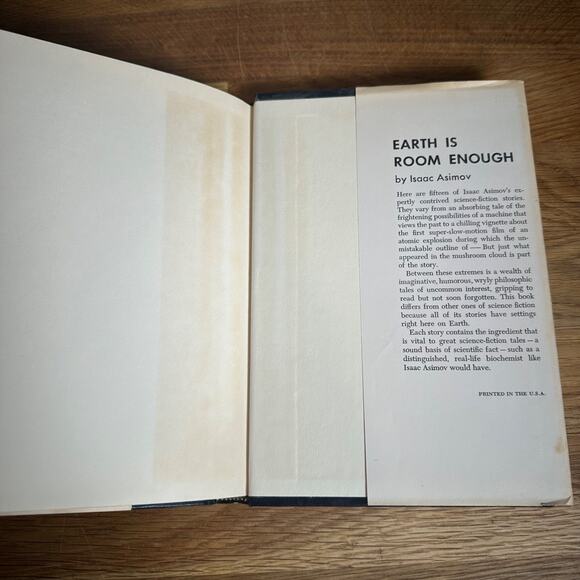 EARTH IS
ROOM ENOUGH
by Isaac Asimov
Here are fifteen of Isaac Asimov's ex-
pertly contrived science-fiction stories.
They vary from an absorbing tale of the
frightening possibilities of a machine that
views the past to a chilling vignette about
the first super-slow-motion film of an
atomic explosion during which the un-
mistakable outline of — But just what
appeared in the mushroom cloud is part
of the story.
Between these extremes is a wealth of
imaginative, humorous, wryly philosophic
tales of uncommon interest, gripping to
read but not soon forgotten. This book
differs from other ones of science fiction
because all of its stories have settings
right here on Earth.
Each story contains the ingredient that
is vital to great science-fiction tales — a
sound basis of scientific fact — such as a
distinguished, real-life biochemist like
Isaac Asimov would have.
PRINTED IN THE U.S.A.